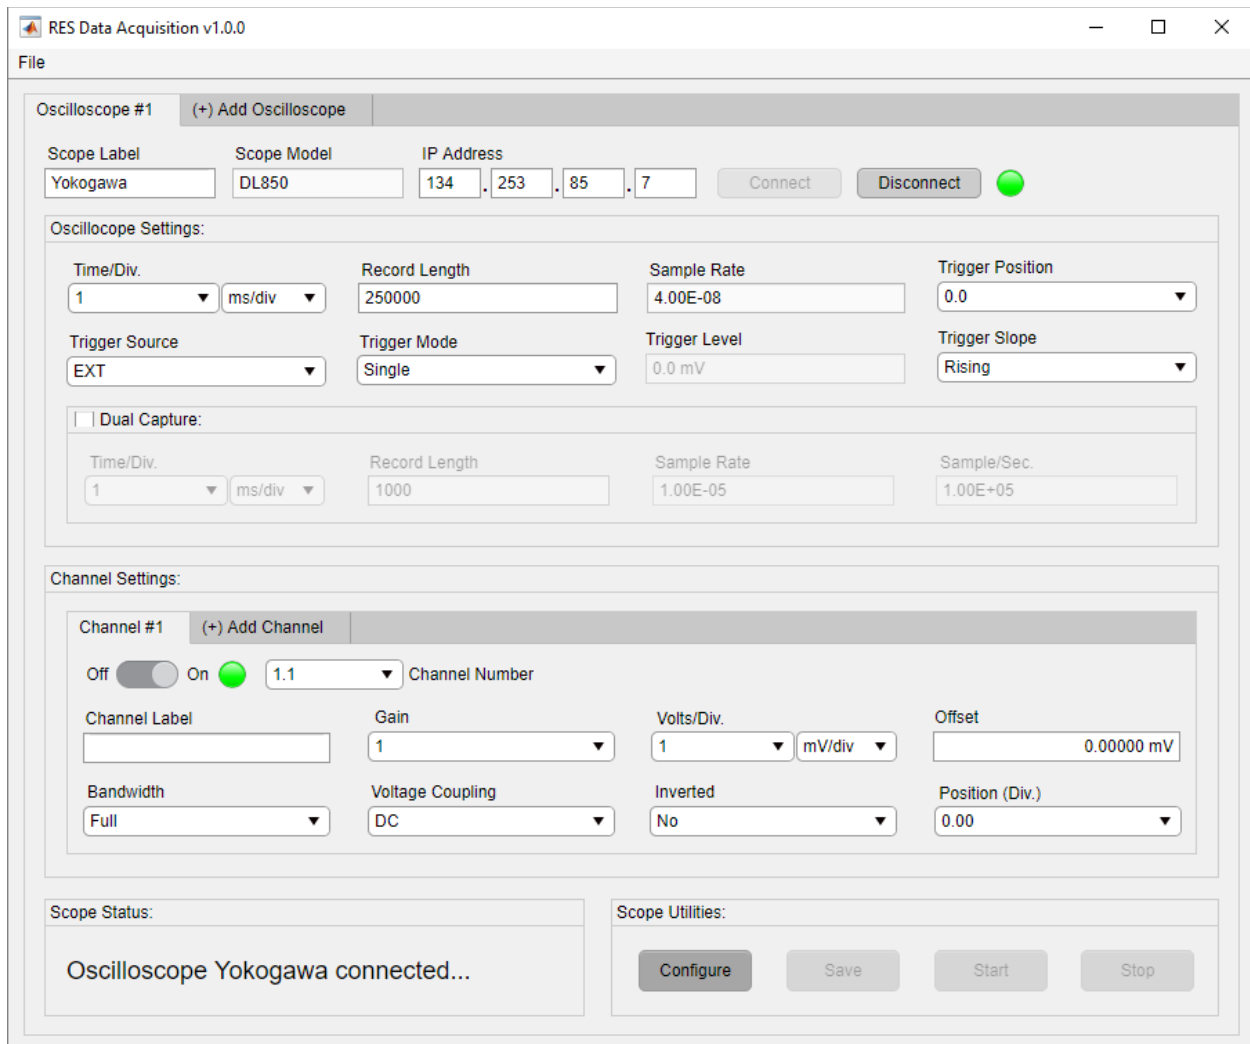 RES Data Acquisition v1.0.0
File
Oscilloscope #1 (+) Add Oscilloscope
Scope Label Scope Model IP Address
Yokogawa DL850 134 . 253 . 85 . 7 Connect Disconnect
Oscillocope Settings:
Time/Div. Record Length Sample Rate Trigger Position
1 ms/div 250000 4.00E-08 0.0
Trigger Source Trigger Mode Trigger Level Trigger Slope
EXT Single 0.0 mV Rising
Dual Capture:
Time/Div. Record Length Sample Rate Sample/Sec.
1 ms/div 1000 1.00E-05 1.00E+05
Channel Settings:
Channel #1 (+) Add Channel
Off On 1.1 Channel Number
Channel Label Gain Volts/Div. Offset
1 1 mV/div 0.00000 mV
Bandwidth Voltage Coupling Inverted Position (Div.)
Full DC No 0.00
Scope Status: Scope Utilities:
Oscilloscope Yokogawa connected... Configure Save Start Stop